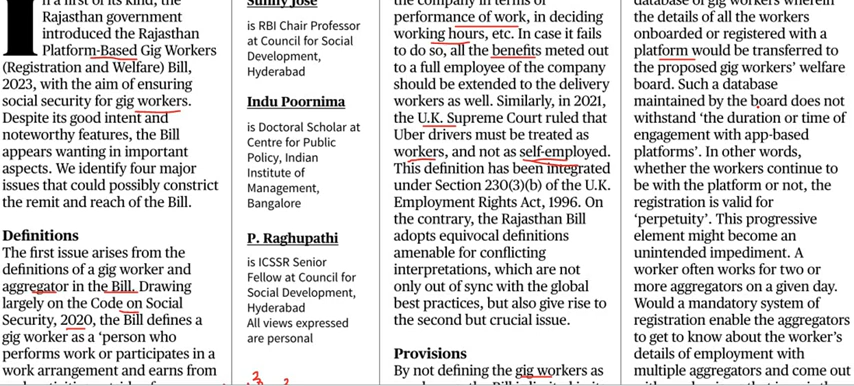 In a first of its kind, the
Rajasthan government
introduced the Rajasthan
Platform-Based Gig Workers
(Registration and Welfare) Bill,
2023, with the aim of ensuring
social security for gig workers.
Despite its good intent and
noteworthy features, the Bill
appears wanting in important
aspects. We identify four major
issues that could possibly constrict
the remit and reach of the Bill.
Definitions
The first issue arises from the
definitions of a gig worker and
aggregator in the Bill. Drawing
largely on the Code on Social
Security, 2020, the Bill defines a
gig worker as a ‘person who
performs work or participates in a
work arrangement and earns from
Sunny Jose
is RBI Chair Professor
at Council for Social
Development,
Hyderabad
Indu Poornima
is Doctoral Scholar at
Centre for Public
Policy, Indian
Institute of
Management,
Bangalore
P. Raghupathi
is ICSSR Senior
Fellow at Council for
Social Development,
Hyderabad
All views expressed
are personal
the company in terms of
performance of work, in deciding
working hours, etc. In case it fails
to do so, all the benefits meted out
to a full employee of the company
should be extended to the delivery
workers as well. Similarly, in 2021,
the U.K. Supreme Court ruled that
Uber drivers must be treated as
workers, and not as self-employed.
This definition has been integrated
under Section 230(3)(b) of the U.K.
Employment Rights Act, 1996. On
the contrary, the Rajasthan Bill
adopts equivocal definitions
amenable for conflicting
interpretations, which are not
only out of sync with the global
best practices, but also give rise to
the second but crucial issue.
Provisions
By not defining the gig workers as
database of gig workers wherein
the details of all the workers
onboarded or registered with a
platform would be transferred to
the proposed gig workers’ welfare
board. Such a database
maintained by the board does not
withstand ‘the duration or time of
engagement with app-based
platforms’. In other words,
whether the workers continue to
be with the platform or not, the
registration is valid for
‘perpetuity’. This progressive
element might become an
unintended impediment. A
worker often works for two or
more aggregators on a given day.
Would a mandatory system of
registration enable the aggregators
to get to know about the worker’s
details of employment with
multiple aggregators and come out